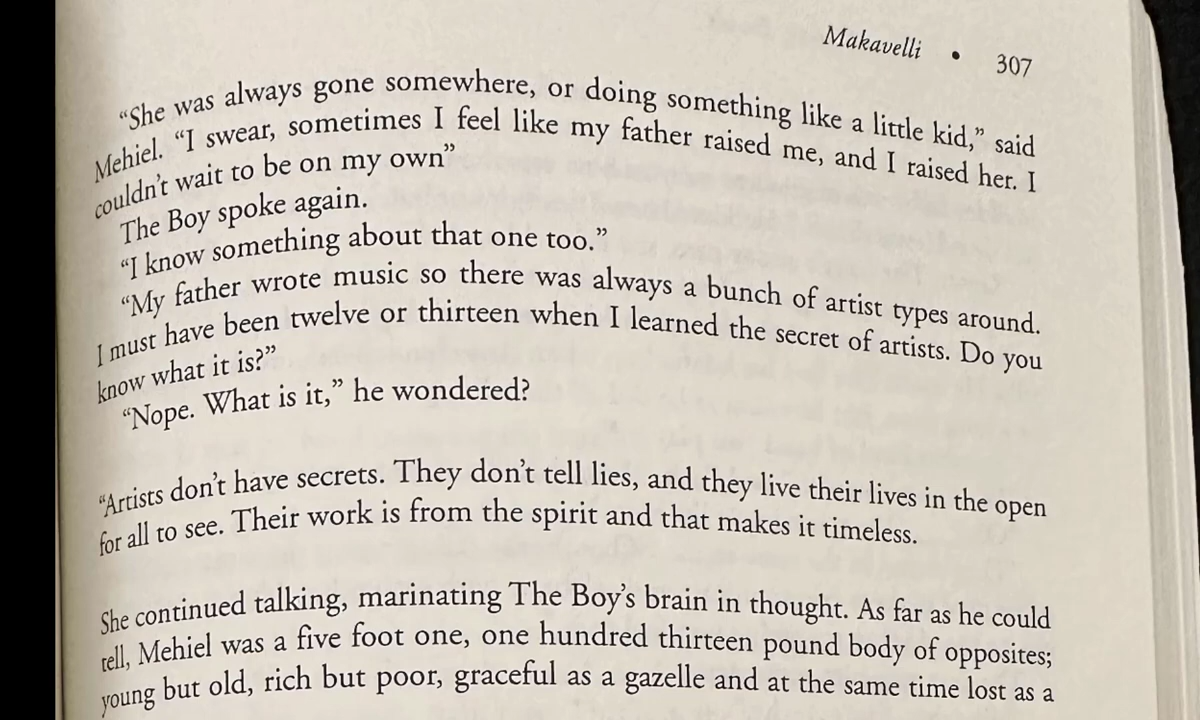 Makavelli • 307
“She was always gone somewhere, or doing something like a little kid,” said
Mehiel. “I swear, sometimes I feel like my father raised me, and I raised her. I
couldn’t wait to be on my own”
The Boy spoke again.
“I know something about that one too.”
“My father wrote music so there was always a bunch of artist types around.
I must have been twelve or thirteen when I learned the secret of artists. Do you
know what it is?”
“Nope. What is it,” he wondered?
“Artists don’t have secrets. They don’t tell lies, and they live their lives in the open
for all to see. Their work is from the spirit and that makes it timeless.
She continued talking, marinating The Boy’s brain in thought. As far as he could
tell, Mehiel was a five foot one, one hundred thirteen pound body of opposites;
young but old, rich but poor, graceful as a gazelle and at the same time lost as a